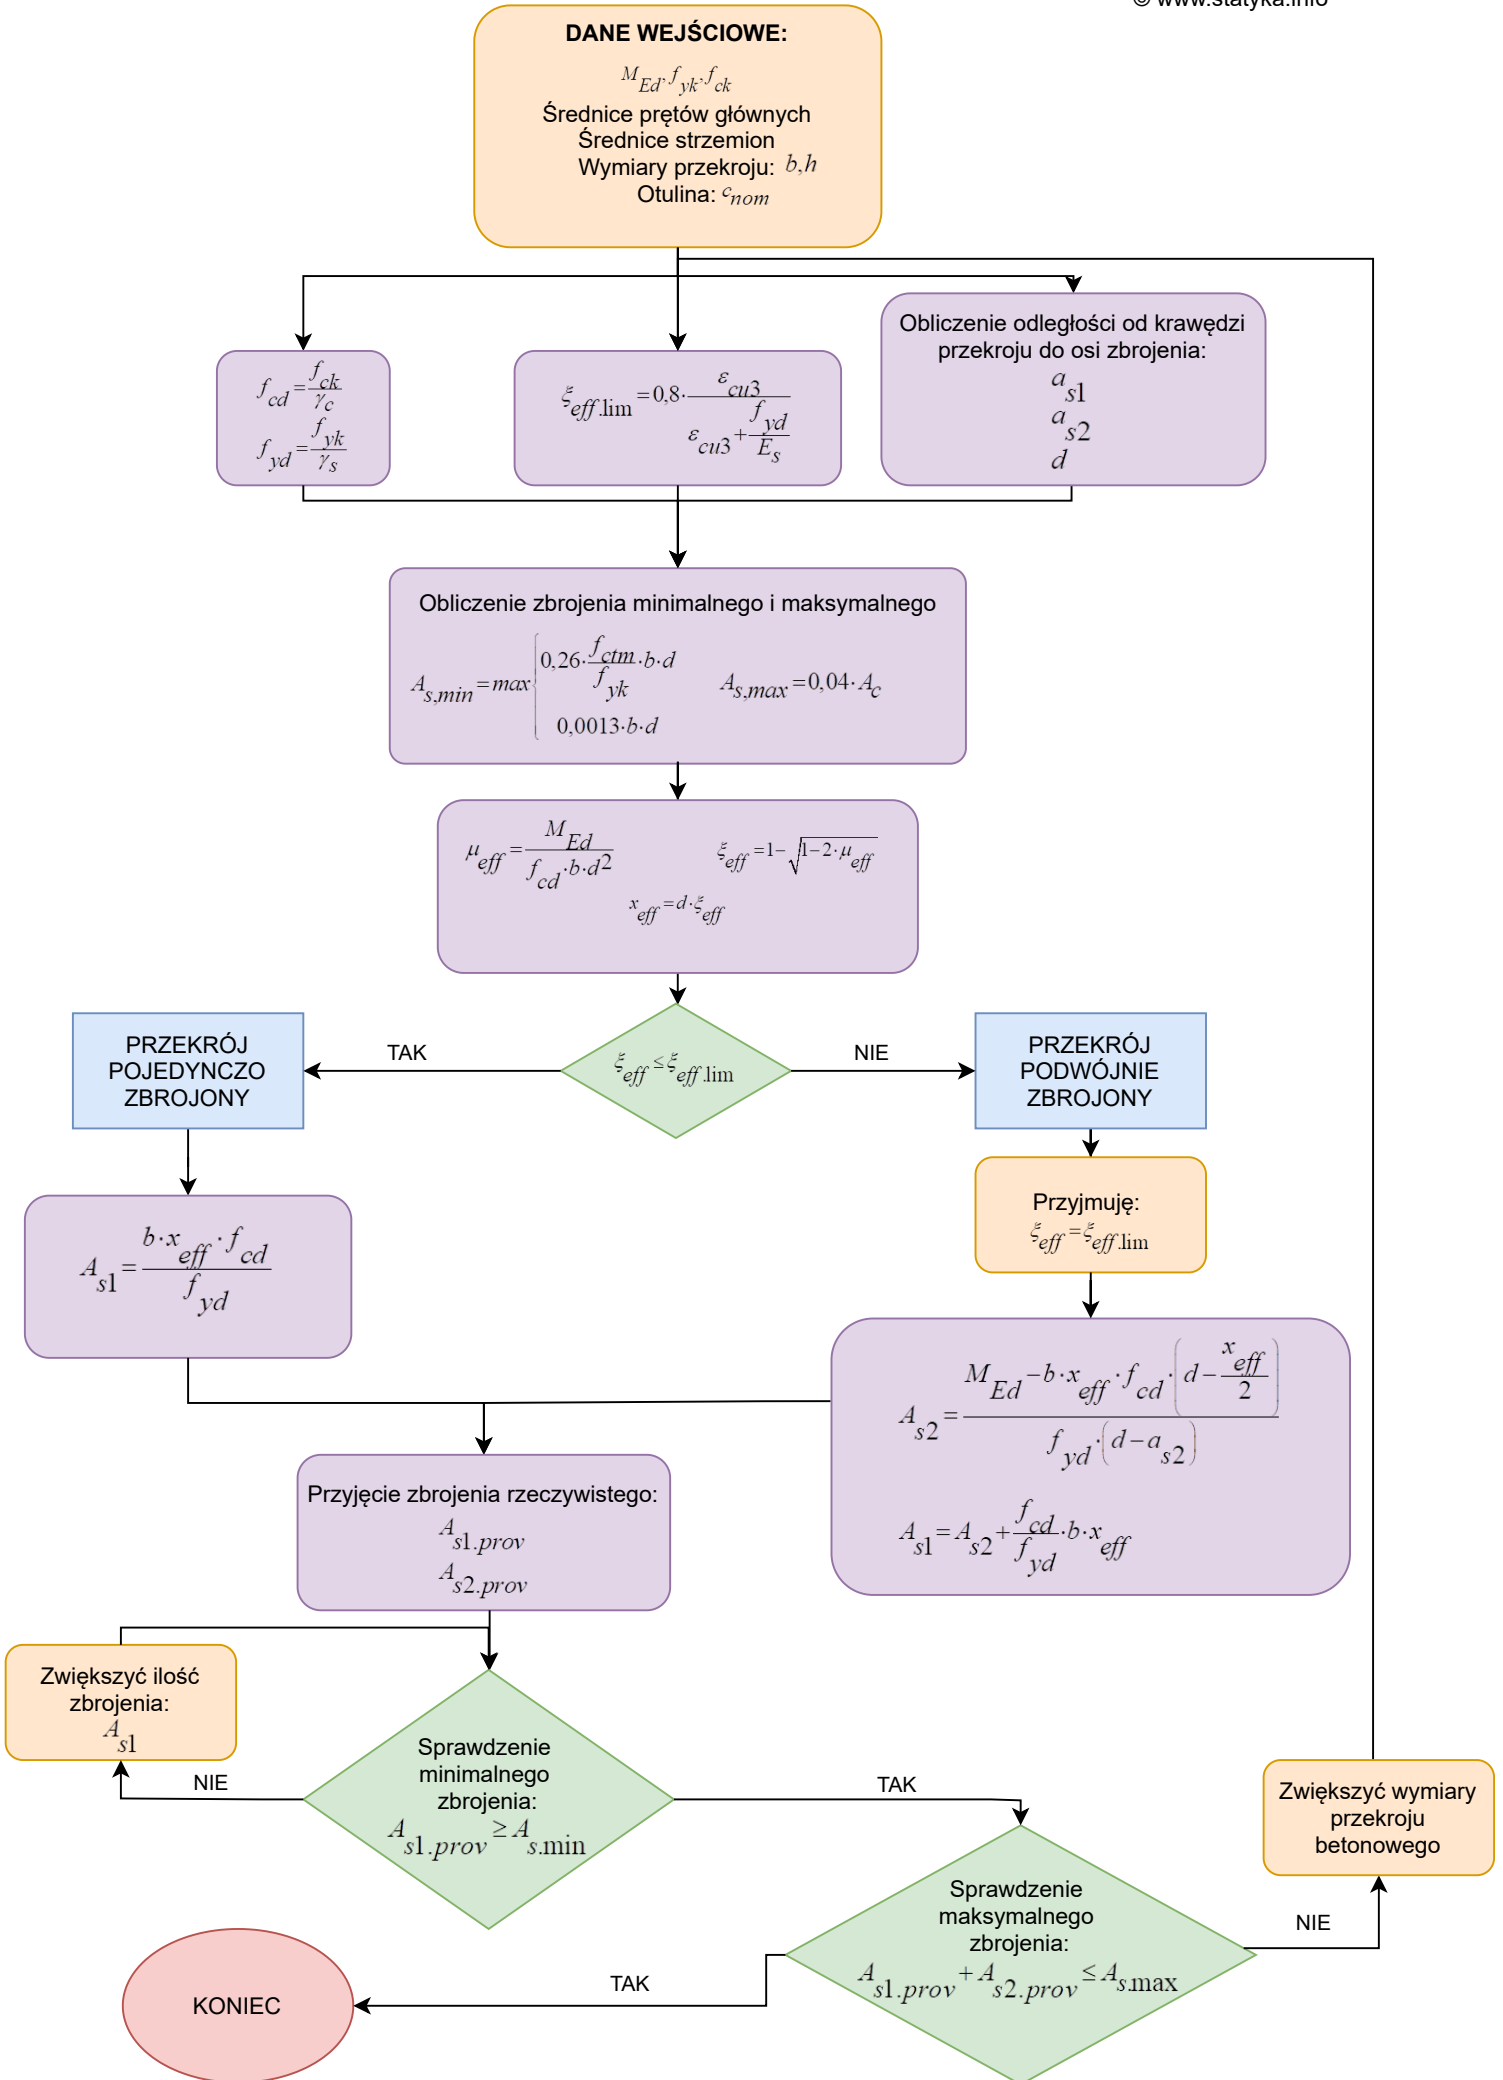 © www.statyka.info
DANE WEJŚCIOWE:
M_Ed, f_yk, f_ck
Średnice prętów głównych
Średnice strzemion
Wymiary przekroju: b,h
Otulina: c_nom
f_cd = f_ck / γ_c
f_yd = f_yk / γ_s
ξ_eff.lim = 0,8 · ε_cu3 / (ε_cu3 + f_yd / E_s)
Obliczenie odległości od krawędzi
przekroju do osi zbrojenia:
a_s1
a_s2
d
Obliczenie zbrojenia minimalnego i maksymalnego
A_s,min = max { 0,26 · f_ctm / f_yk · b · d
0,0013 · b · d
A_s,max = 0,04 · A_c
μ_eff = M_Ed / (f_cd · b · d²)
ξ_eff = 1 − √(1 − 2 · μ_eff)
x_eff = d · ξ_eff
PRZEKRÓJ
POJEDYNCZO
ZBROJONY
TAK
ξ_eff ≤ ξ_eff.lim
NIE
PRZEKRÓJ
PODWÓJNIE
ZBROJONY
Przyjmuję:
ξ_eff = ξ_eff.lim
A_s1 = b · x_eff · f_cd / f_yd
A_s2 = (M_Ed − b · x_eff · f_cd · (d − x_eff / 2)) / (f_yd · (d − a_s2))
A_s1 = A_s2 + f_cd / f_yd · b · x_eff
Przyjęcie zbrojenia rzeczywistego:
A_s1.prov
A_s2.prov
Zwiększyć ilość
zbrojenia:
A_s1
NIE
Sprawdzenie
minimalnego
zbrojenia:
A_s1.prov ≥ A_s.min
TAK
Zwiększyć wymiary
przekroju
betonowego
NIE
Sprawdzenie
maksymalnego
zbrojenia:
A_s1.prov + A_s2.prov ≤ A_s.max
TAK
KONIEC